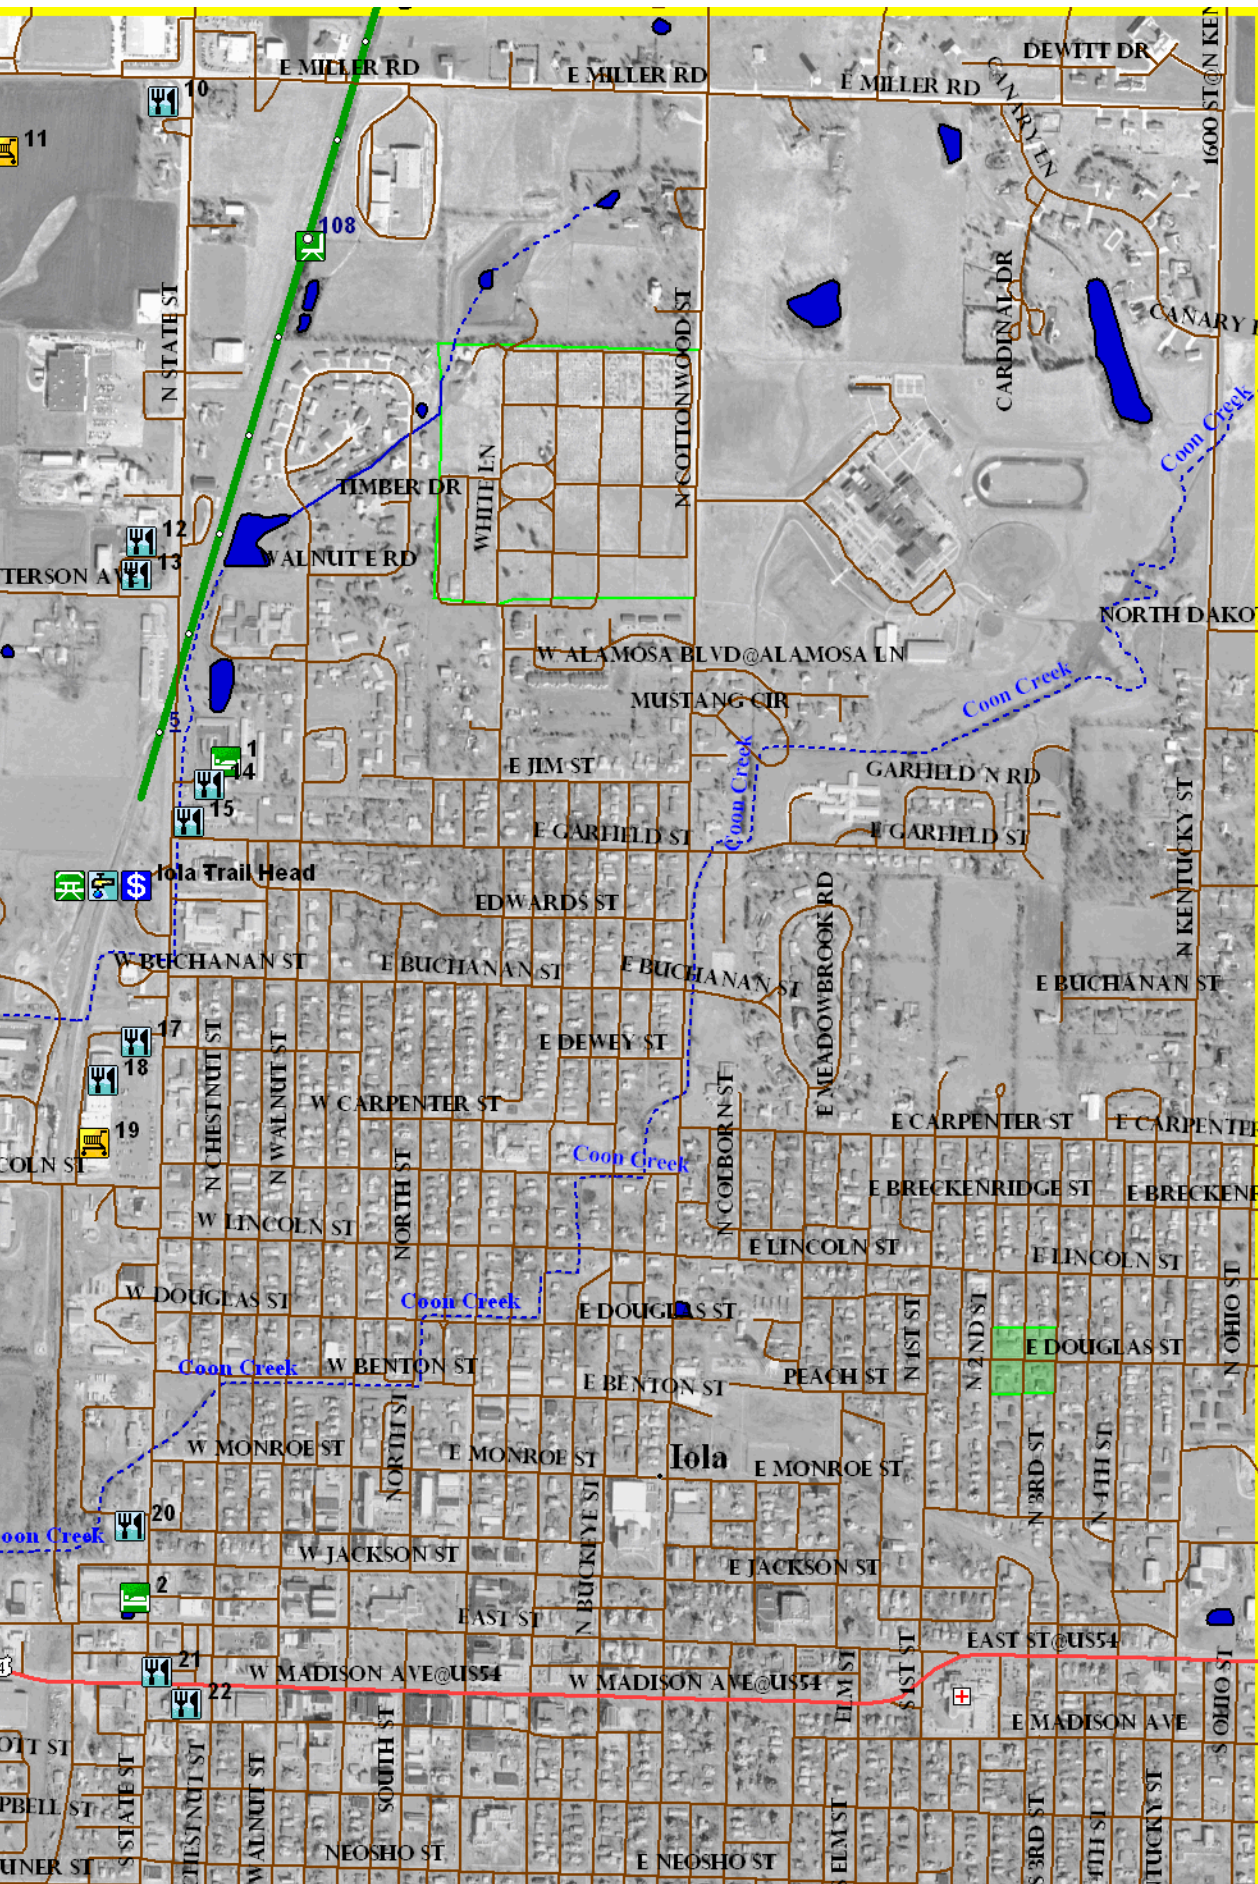 DEWITT DR
E MILLER RD
E MILLER RD
E MILLER RD
CANARY LN
1600 ST@N KEN
10
11
108
N STATE ST
N COTTONWOOD ST
CARDINAL DR
CANARY
Coon Creek
WHITE LN
TIMBER DR
12
WALNUT E RD
13
TERSON AVE
NORTH DAKO
W ALAMOSA BLVD@ALAMOSA LN
Coon Creek
MUSTANG CIR
5
Coon Creek
1
14
E JIM ST
GARFIELD N RD
15
E GARFIELD ST
E GARFIELD ST
N KENTUCKY ST
Iola Trail Head
$
EDWARDS ST
E MEADOWBROOK RD
W BUCHANAN ST
E BUCHANAN ST
E BUCHANAN ST
E BUCHANAN ST
17
E DEWEY ST
18
N CHESTNUT ST
N WALNUT ST
W CARPENTER ST
N COLBORN ST
E CARPENTER ST
E CARPENTER
19
COLN ST
Coon Creek
NORTH ST
E BRECKENRIDGE ST
E BRECKENR
W LINCOLN ST
E LINCOLN ST
E LINCOLN ST
W DOUGLAS ST
Coon Creek
E DOUGLAS ST
N 1ST ST
N 2ND ST
E DOUGLAS ST
N OHIO ST
Coon Creek
W BENTON ST
E BENTON ST
PEACH ST
W MONROE ST
NORTH ST
E MONROE ST
Iola
E MONROE ST
N 3RD ST
N 4TH ST
20
oon Creek
W JACKSON ST
N BUCKEYE ST
E JACKSON ST
2
EAST ST
EAST ST@US54
21
W MADISON AVE@US54
W MADISON AVE@US54
ELM ST
S 1ST ST
S OHIO ST
22
E MADISON AVE
OTT ST
S STATE ST
CHESTNUT ST
WALNUT ST
SOUTH ST
PBELL ST
NEOSHO ST
E NEOSHO ST
S ELM ST
S 3RD ST
4TH ST
TUCKY ST
UNER ST